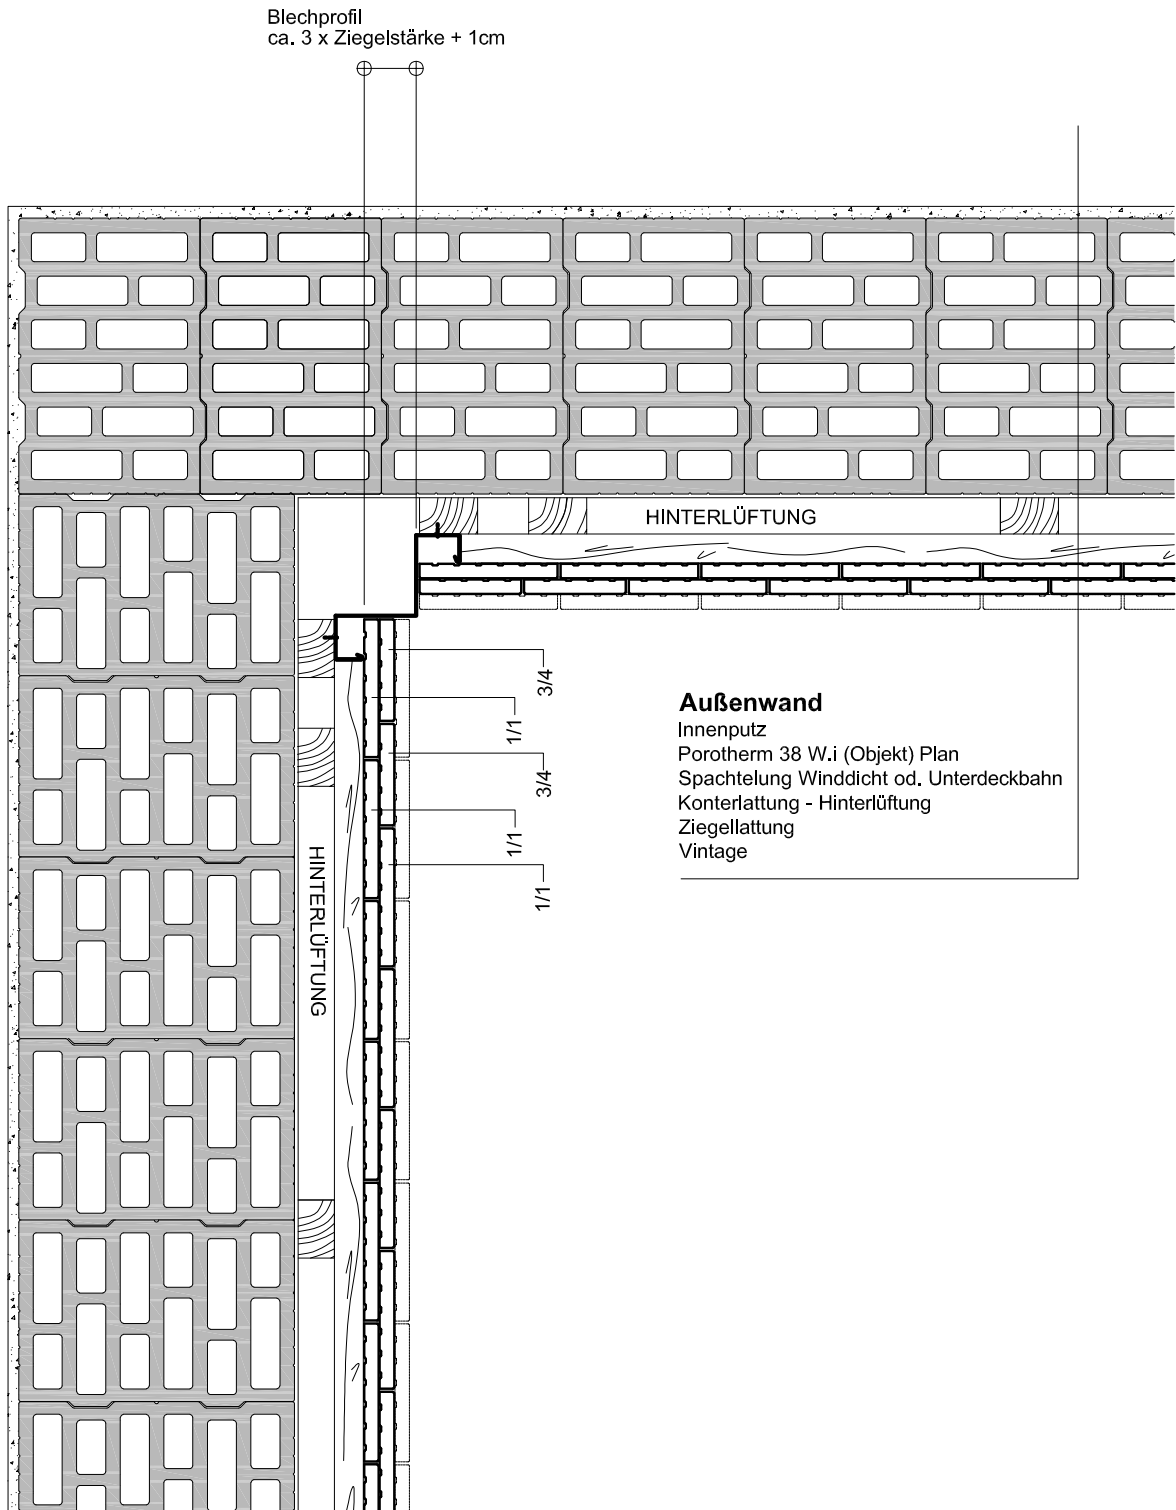 Blechprofil
ca. 3 x Ziegelstärke + 1cm
HINTERLÜFTUNG
3/4
1/1
3/4
1/1
1/1
HINTERLÜFTUNG
Außenwand
Innenputz
Porotherm 38 W.i (Objekt) Plan
Spachtelung Winddicht od. Unterdeckbahn
Konterlattung - Hinterlüftung
Ziegellattung
Vintage